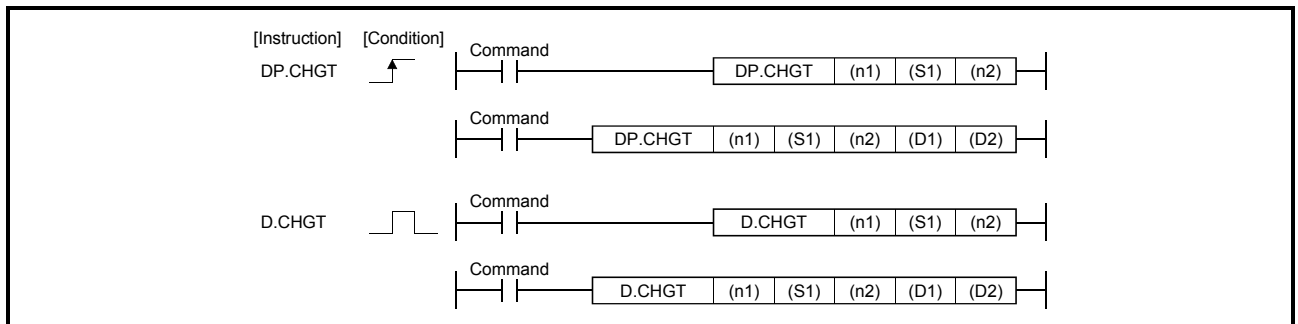 [Instruction] [Condition]
Command
DP.CHGT DP.CHGT (n1) (S1) (n2)
Command
DP.CHGT (n1) (S1) (n2) (D1) (D2)
Command
D.CHGT D.CHGT (n1) (S1) (n2)
Command
D.CHGT (n1) (S1) (n2) (D1) (D2)